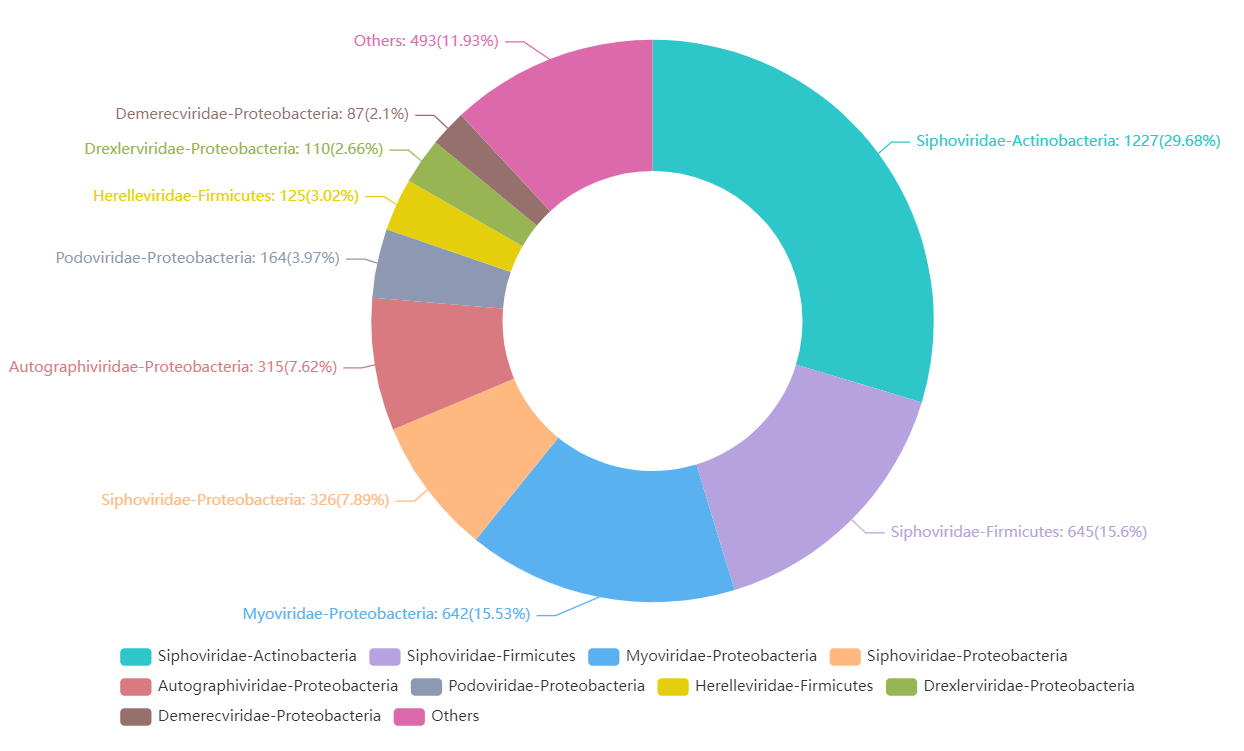 Others: 493(11.93%)
Demerecviridae-Proteobacteria: 87(2.1%)
Siphoviridae-Actinobacteria: 1227(29.68%)
Drexlerviridae-Proteobacteria: 110(2.66%)
Herelleviridae-Firmicutes: 125(3.02%)
Podoviridae-Proteobacteria: 164(3.97%)
Autographiviridae-Proteobacteria: 315(7.62%)
Siphoviridae-Proteobacteria: 326(7.89%)
Siphoviridae-Firmicutes: 645(15.6%)
Myoviridae-Proteobacteria: 642(15.53%)
Siphoviridae-Actinobacteria Siphoviridae-Firmicutes Myoviridae-Proteobacteria Siphoviridae-Proteobacteria
Autographiviridae-Proteobacteria Podoviridae-Proteobacteria Herelleviridae-Firmicutes Drexlerviridae-Proteobacteria
Demerecviridae-Proteobacteria Others